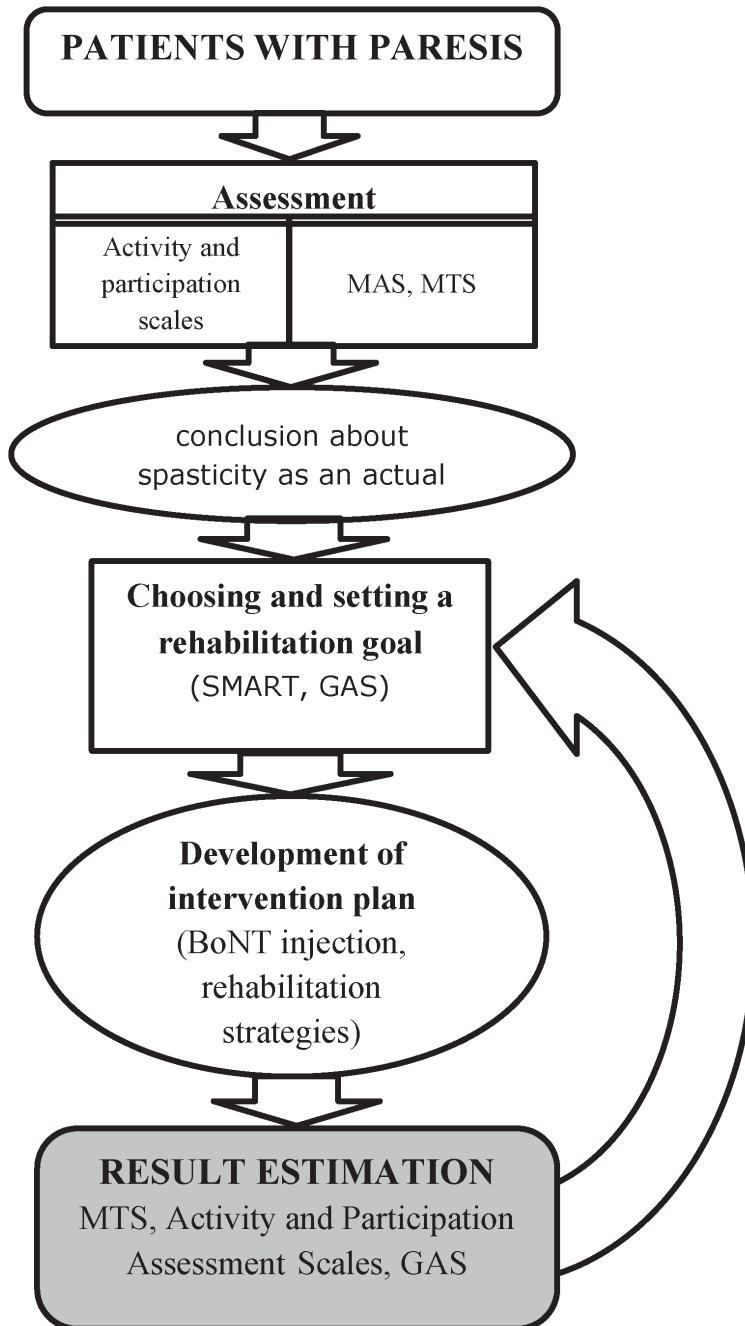 PATIENTS WITH PARESIS
Assessment
Activity and
participation
scales
MAS, MTS
conclusion about
spasticity as an actual
Choosing and setting a
rehabilitation goal
(SMART, GAS)
Development of
intervention plan
(BoNT injection,
rehabilitation
strategies)
RESULT ESTIMATION
MTS, Activity and Participation
Assessment Scales, GAS